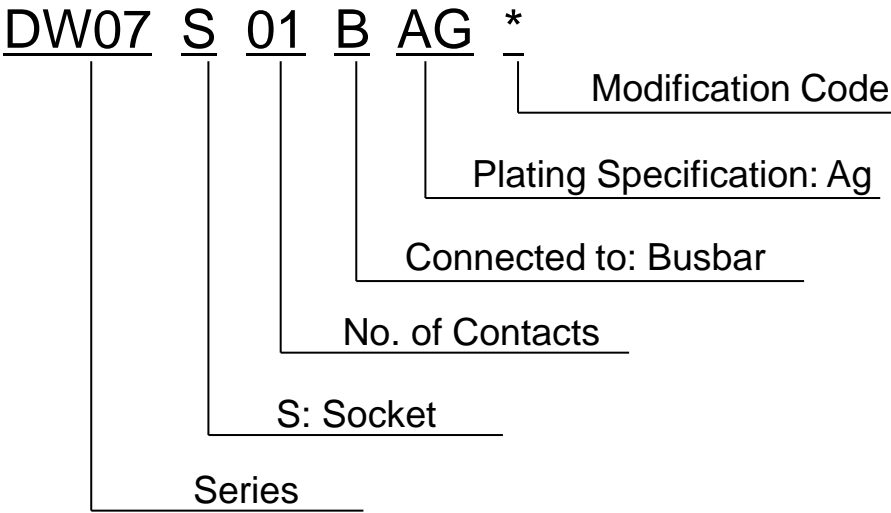 DW07 S 01 B AG *
Modification Code
Plating Specification: Ag
Connected to: Busbar
No. of Contacts
S: Socket
Series